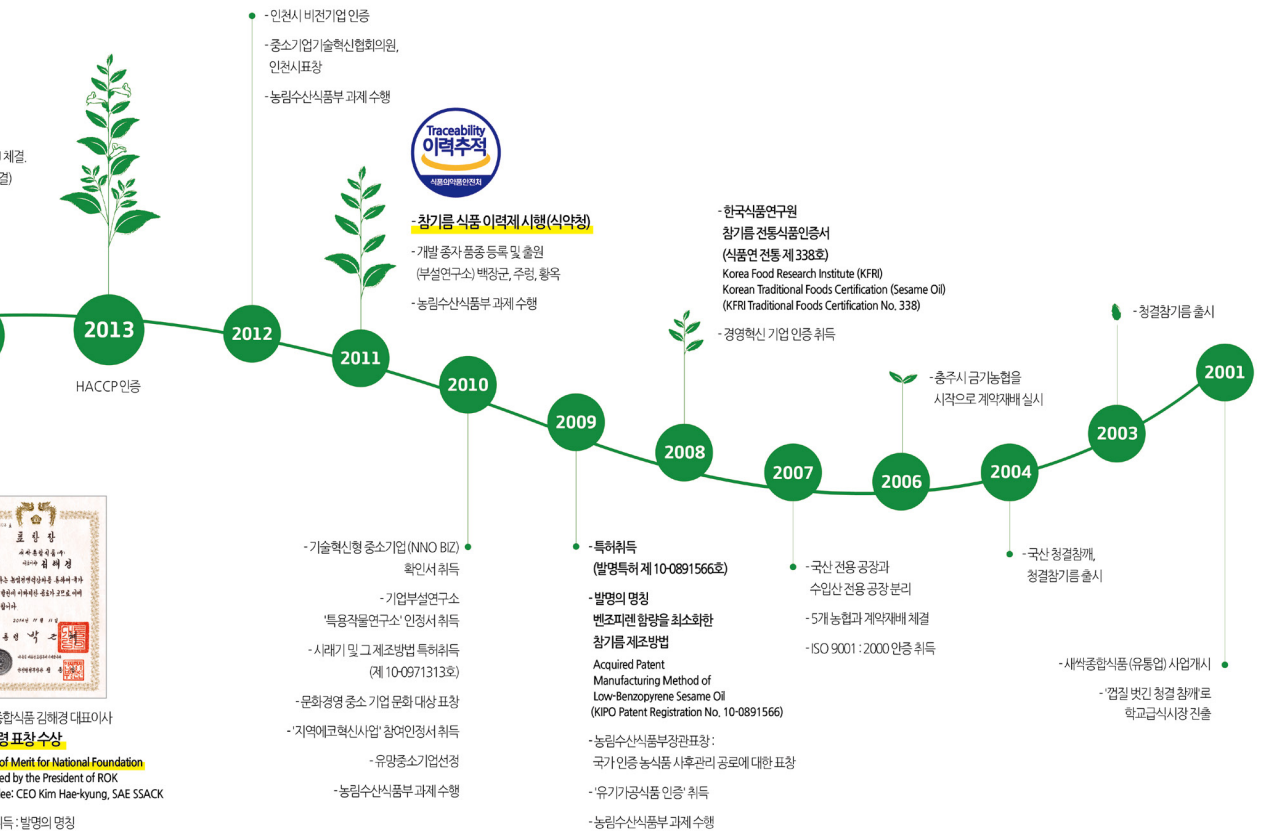 - 인천시 비전기업 인증
- 중소기업기술혁신협회의원,
인천시표창
- 농림수산식품부 과제 수행
체결.
결)
Traceability
이력추적
식품의약품안전처
- 참기름 식품 이력제 시행(식약청)
- 개발 종자 품종 등록 및 출원
(부설연구소) 백장군, 주렁, 황옥
- 농림수산식품부 과제 수행
- 한국식품연구원
참기름 전통식품인증서
(식품연 전통 제 338호)
Korea Food Research Institute (KFRI)
Korean Traditional Foods Certification (Sesame Oil)
(KFRI Traditional Foods Certification No. 338)
- 경영혁신 기업 인증 취득
- 청결참기름 출시
- 충주시 금가농협을
시작으로 계약재배 실시
2013
2012
2011
2010
2009
2008
2007
2006
2004
2003
2001
HACCP 인증
표 창 장
김 해 경
- 기술혁신형 중소기업 (NNO BIZ)
확인서 취득
- 기업부설연구소
'특용작물연구소' 인정서 취득
- 시래기 및 그 제조방법 특허취득
(제 10-0971313호)
- 문화경영 중소 기업 문화 대상 표창
- '지역에코혁신사업' 참여인정서 취득
- 유망중소기업선정
- 농림수산식품부 과제 수행
- 특허취득
(발명특허 제 10-0891566호)
- 발명의 명칭
벤조피렌 함량을 최소화한
참기름 제조방법
Acquired Patent
Manufacturing Method of
Low-Benzopyrene Sesame Oil
(KIPO Patent Registration No. 10-0891566)
- 농림수산식품부장관표창 :
국가 인증 농식품 사후관리 공로에 대한 표창
- '유기가공식품 인증' 취득
- 농림수산식품부 과제 수행
- 국산 전용 공장과
수입산 전용 공장 분리
- 5개 농협과 계약재배 체결
- ISO 9001 : 2000 인증 취득
- 국산 청결참깨,
청결참기름 출시
- 새싹종합식품 (유통업) 사업개시
- '껍질 벗긴 청결 참깨'로
학교급식시장 진출
종합식품 김해경 대표이사
령 표창 수상
of Merit for National Foundation
ed by the President of ROK
ee: CEO Kim Hae-kyung, SAE SSACK
득 : 발명의 명칭